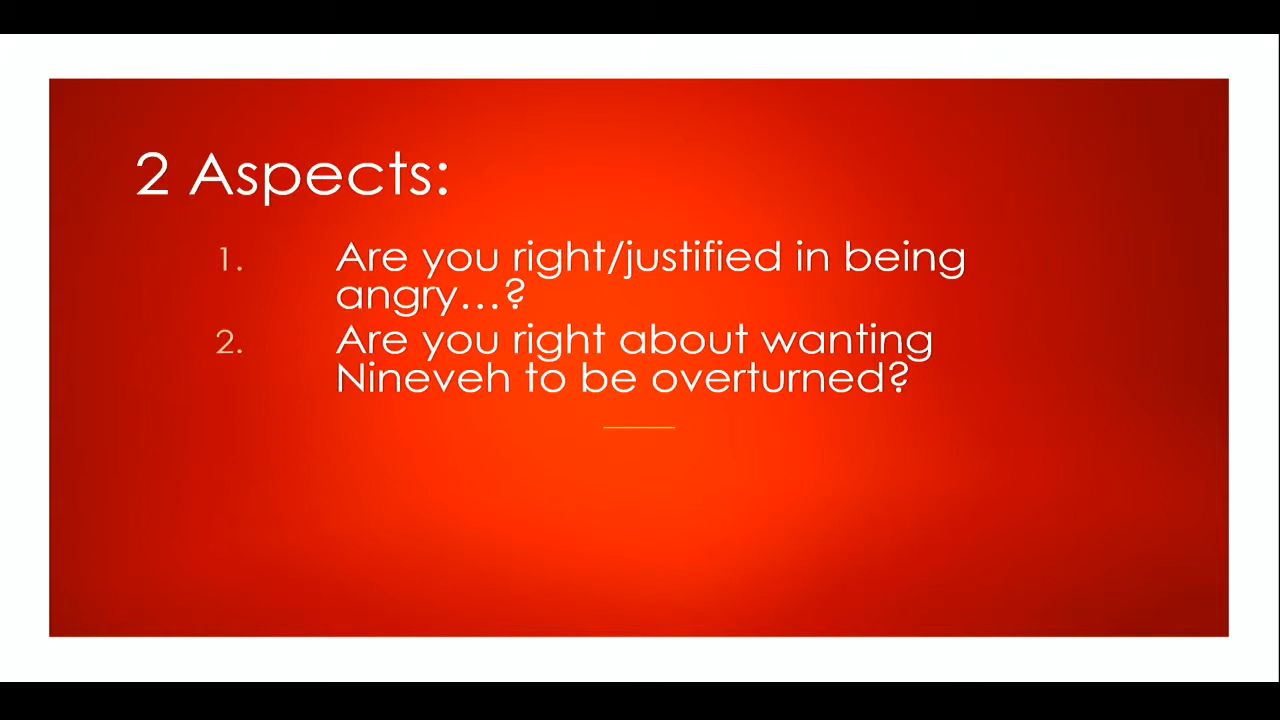 2 Aspects:
1. Are you right/justified in being
angry...?
2. Are you right about wanting
Nineveh to be overturned?